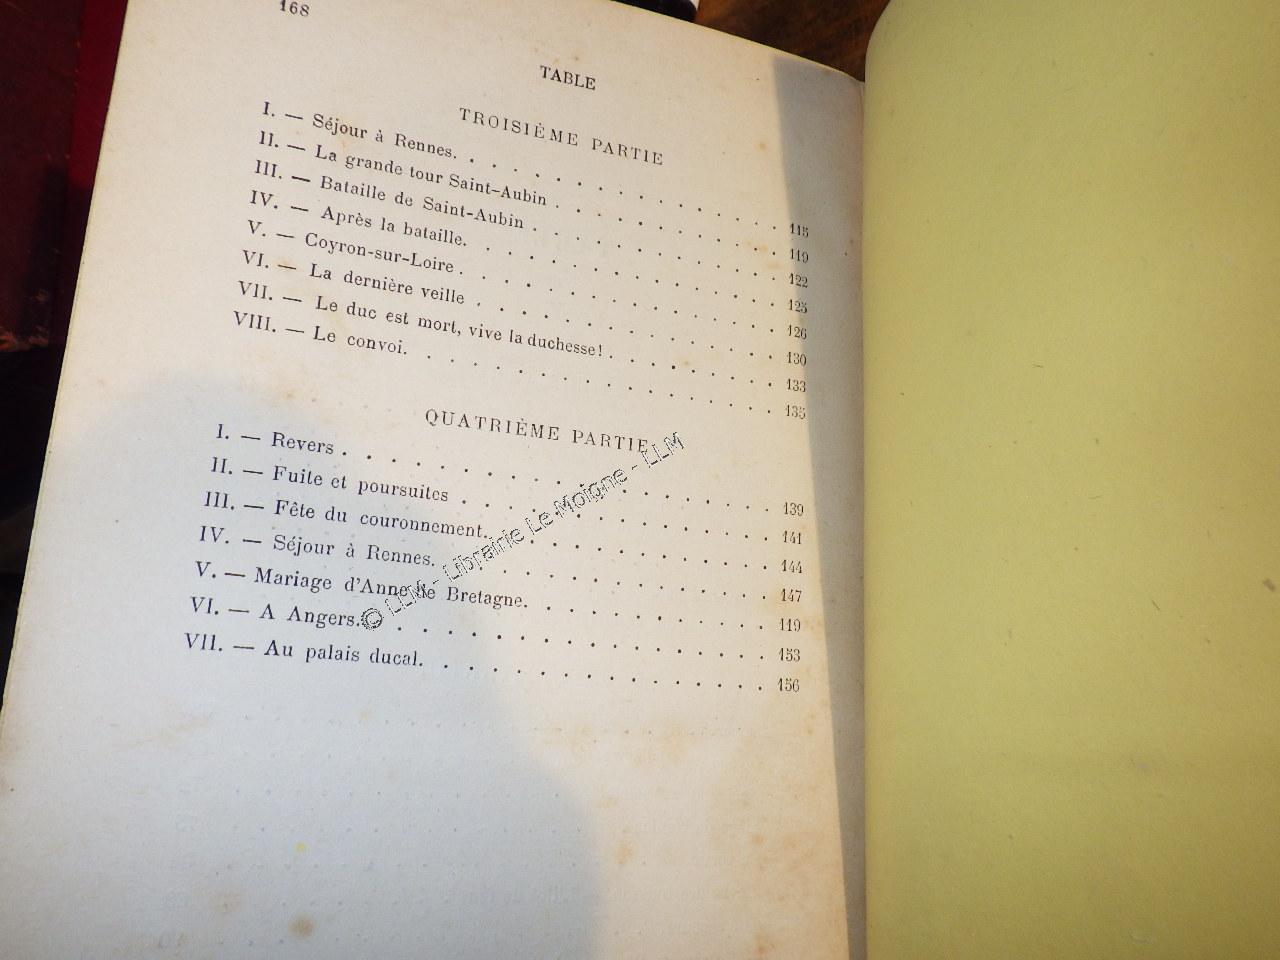 168
TABLE
TROISIÈME PARTIE
I. — Séjour à Rennes. . . . . . . . . . . . . . 115
II. — La grande tour Saint-Aubin . . . . . . . . . . 119
III. — Bataille de Saint-Aubin . . . . . . . . . . . 122
IV. — Après la bataille. . . . . . . . . . . . . . 125
V. — Coyron-sur-Loire . . . . . . . . . . . . . . 126
VI. — La dernière veille . . . . . . . . . . . . . 130
VII. — Le duc est mort, vive la duchesse! . . . . . . . . 133
VIII. — Le convoi. . . . . . . . . . . . . . . . 135
QUATRIÈME PARTIE
I. — Revers . . . . . . . . . . . . . . . . . . 139
II. — Fuite et poursuites . . . . . . . . . . . . . 141
III. — Fête du couronnement. . . . . . . . . . . . . 144
IV. — Séjour à Rennes. . . . . . . . . . . . . . . 147
V. — Mariage d'Anne de Bretagne. . . . . . . . . . . 119
VI. — A Angers. . . . . . . . . . . . . . . . . 153
VII. — Au palais ducal. . . . . . . . . . . . . . . 156
© LLM - Librairie Le Moigne - LLM